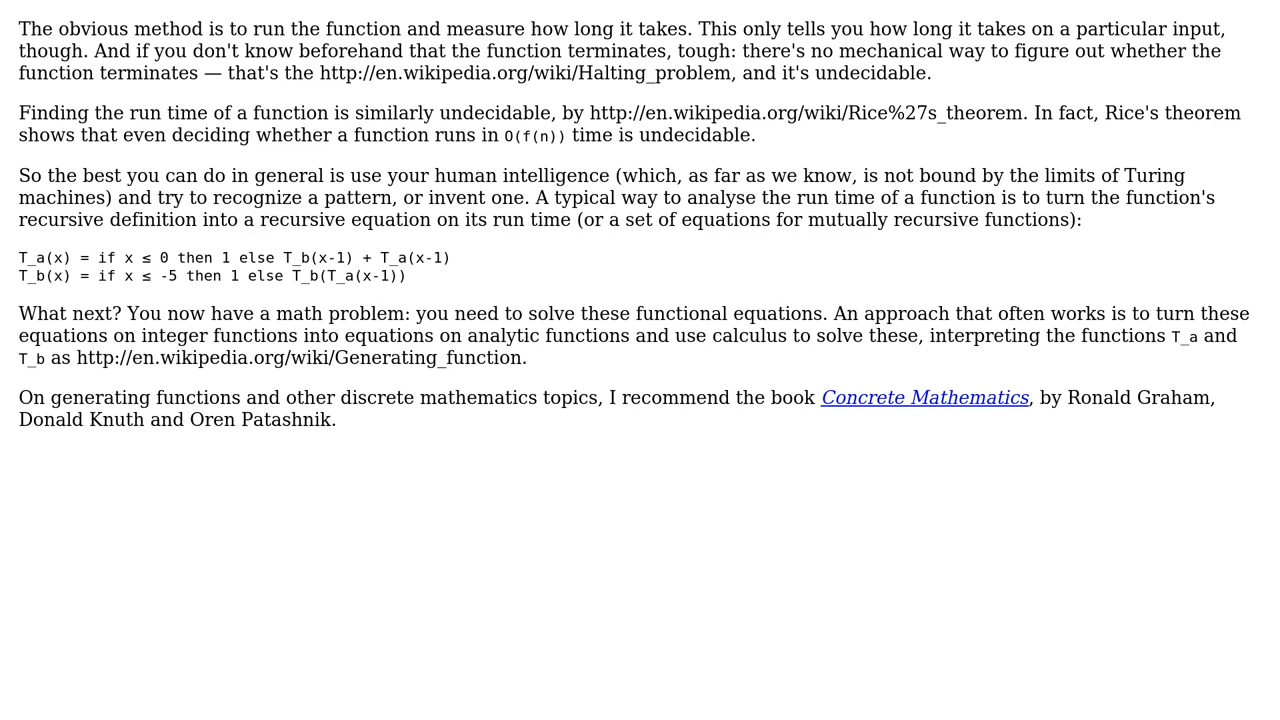 The obvious method is to run the function and measure how long it takes. This only tells you how long it takes on a particular input,
though. And if you don't know beforehand that the function terminates, tough: there's no mechanical way to figure out whether the
function terminates — that's the http://en.wikipedia.org/wiki/Halting_problem, and it's undecidable.
Finding the run time of a function is similarly undecidable, by http://en.wikipedia.org/wiki/Rice%27s_theorem. In fact, Rice's theorem
shows that even deciding whether a function runs in O(f(n)) time is undecidable.
So the best you can do in general is use your human intelligence (which, as far as we know, is not bound by the limits of Turing
machines) and try to recognize a pattern, or invent one. A typical way to analyse the run time of a function is to turn the function's
recursive definition into a recursive equation on its run time (or a set of equations for mutually recursive functions):
T_a(x) = if x ≤ 0 then 1 else T_b(x-1) + T_a(x-1)
T_b(x) = if x ≤ -5 then 1 else T_b(T_a(x-1))
What next? You now have a math problem: you need to solve these functional equations. An approach that often works is to turn these
equations on integer functions into equations on analytic functions and use calculus to solve these, interpreting the functions T_a and
T_b as http://en.wikipedia.org/wiki/Generating_function.
On generating functions and other discrete mathematics topics, I recommend the book Concrete Mathematics, by Ronald Graham,
Donald Knuth and Oren Patashnik.